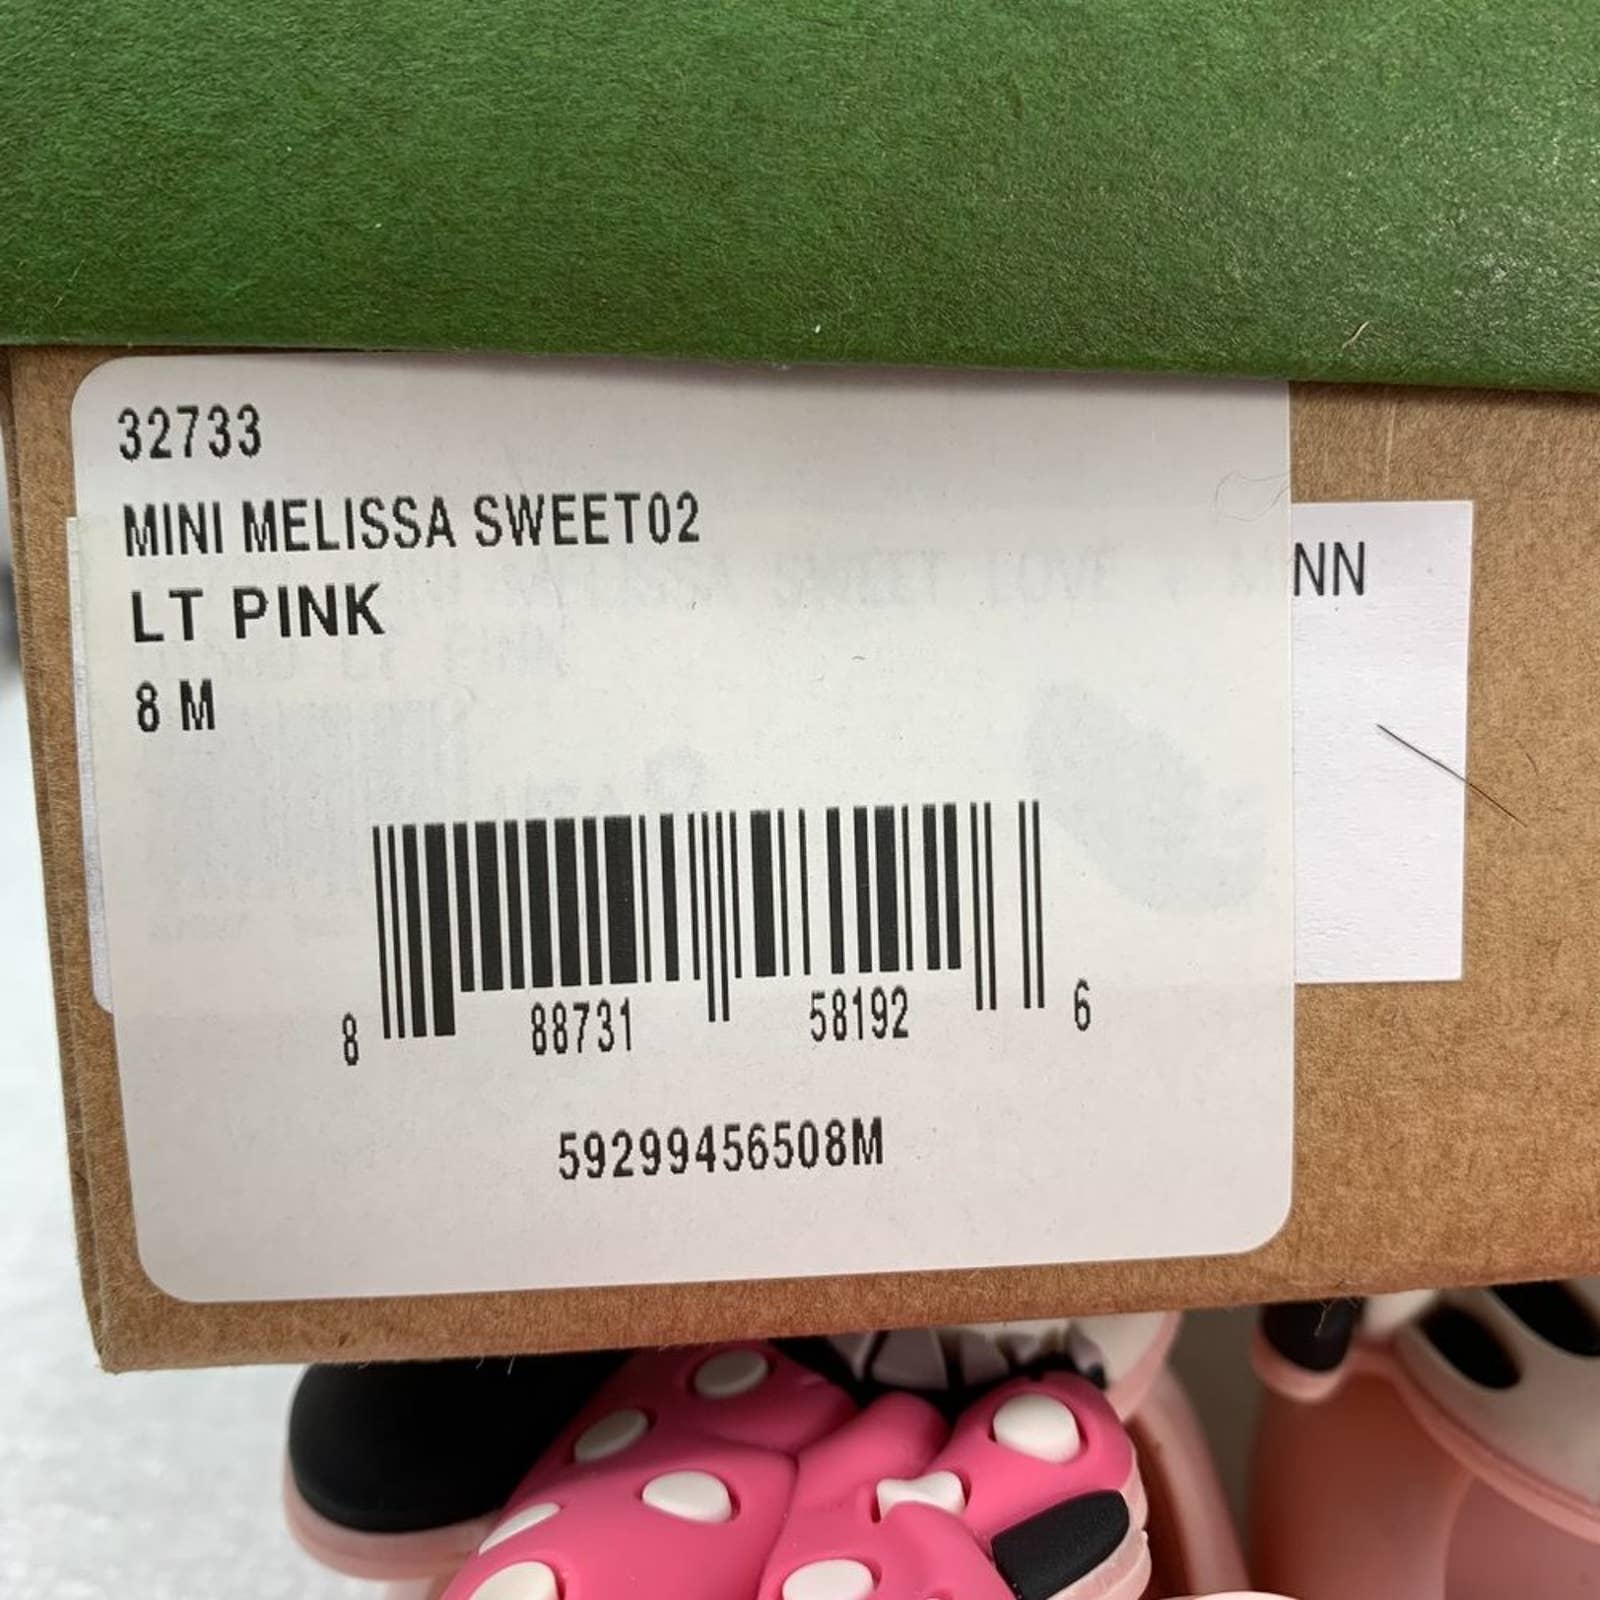 32733
MINI MELISSA SWEET02
LT PINK
8 M
NN
8 88731 58192 6
59299456508M